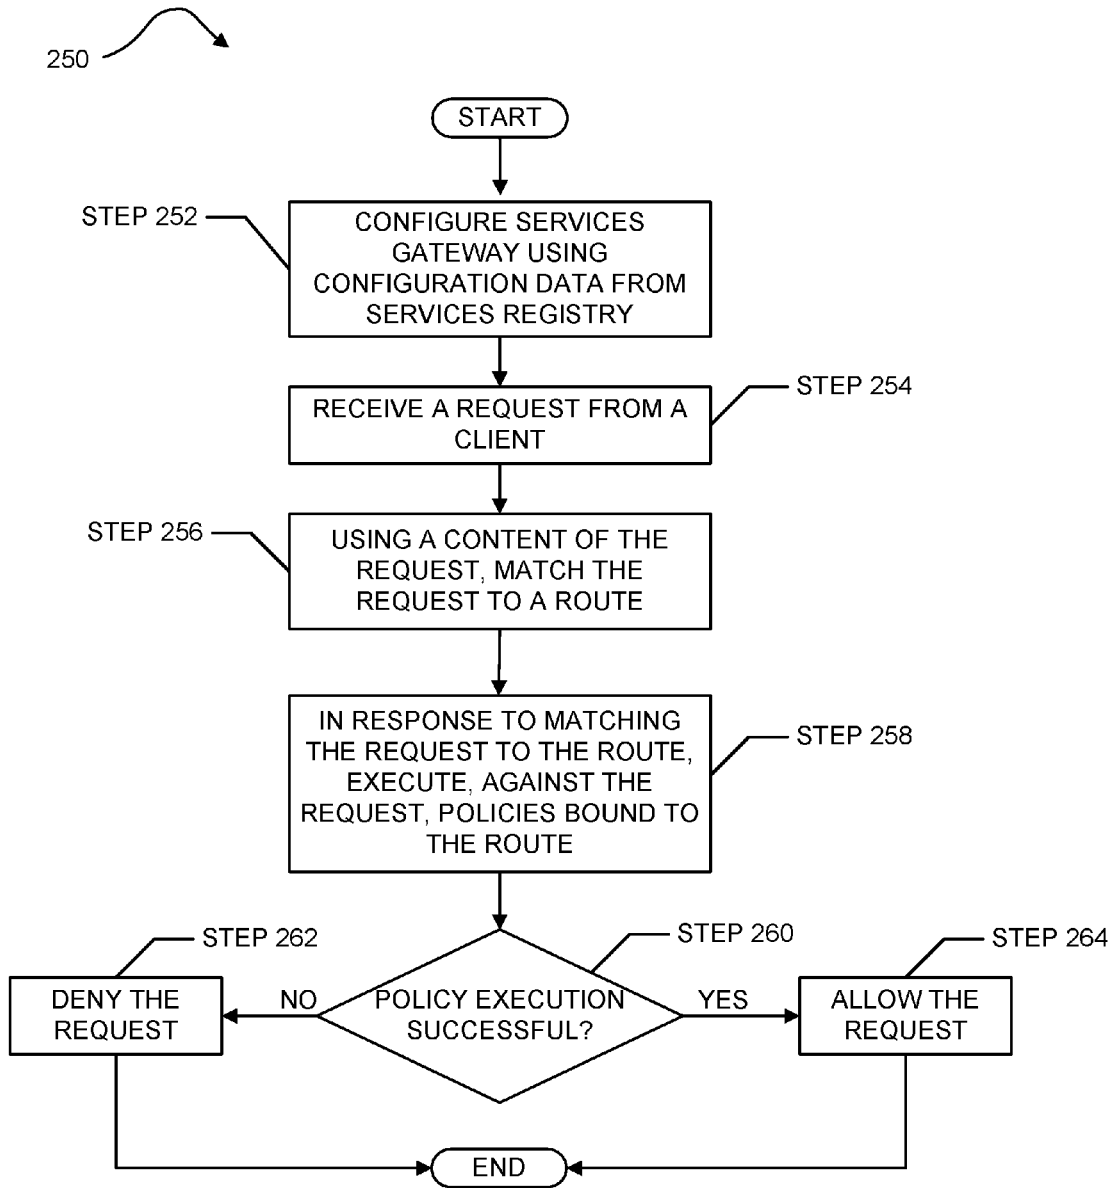 250
START
STEP 252
CONFIGURE SERVICES
GATEWAY USING
CONFIGURATION DATA FROM
SERVICES REGISTRY
STEP 254
RECEIVE A REQUEST FROM A
CLIENT
STEP 256
USING A CONTENT OF THE
REQUEST, MATCH THE
REQUEST TO A ROUTE
IN RESPONSE TO MATCHING
THE REQUEST TO THE ROUTE,
EXECUTE, AGAINST THE
REQUEST, POLICIES BOUND TO
THE ROUTE
STEP 258
STEP 262
STEP 260
STEP 264
DENY THE
REQUEST
NO
POLICY EXECUTION
SUCCESSFUL?
YES
ALLOW THE
REQUEST
END